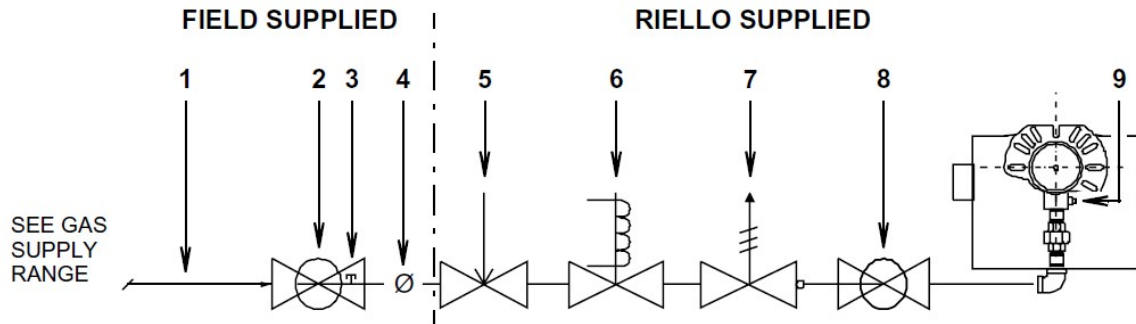 FIELD SUPPLIED
RIELLO SUPPLIED
1
2
3
4
5
6
7
8
9
SEE GAS
SUPPLY
RANGE
T
Ø